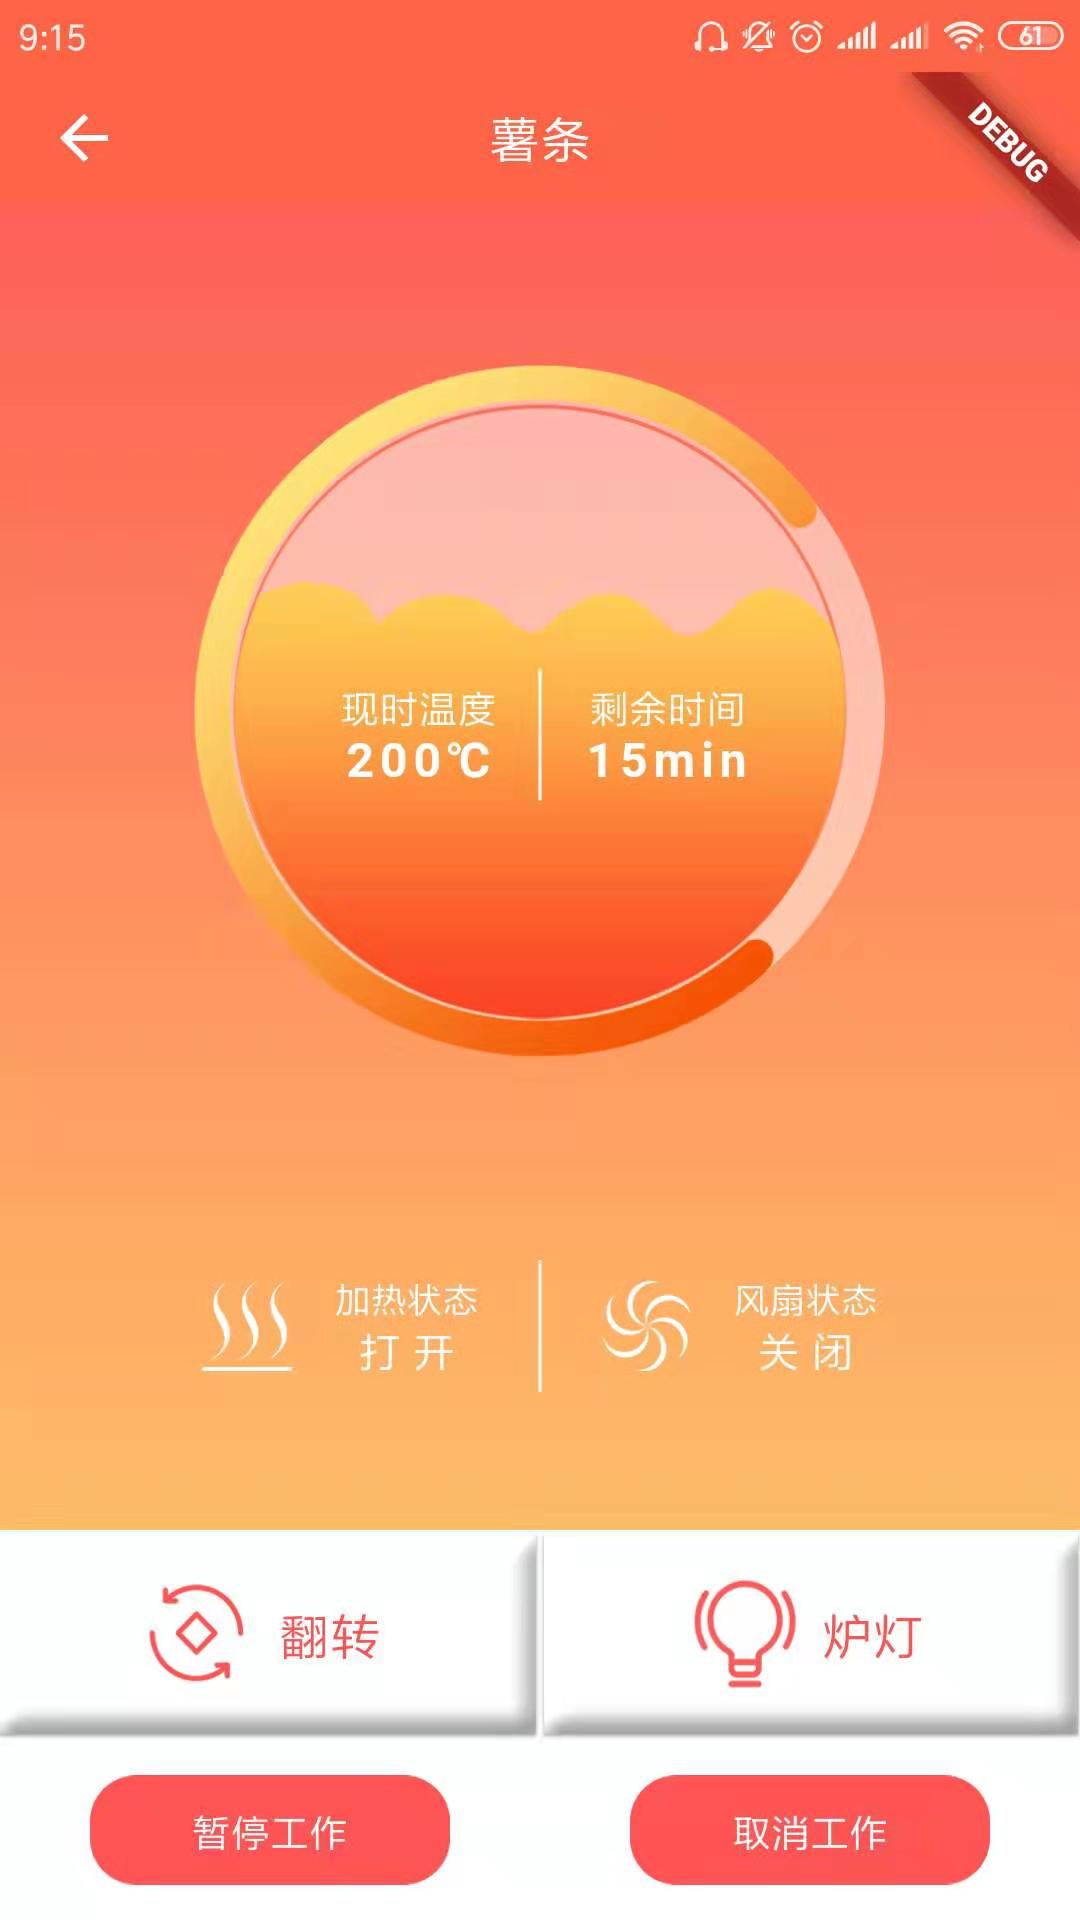 9:15
61
DEBUG
薯条
现时温度
200℃
剩余时间
15min
加热状态
打开
风扇状态
关闭
翻转
炉灯
暂停工作
取消工作